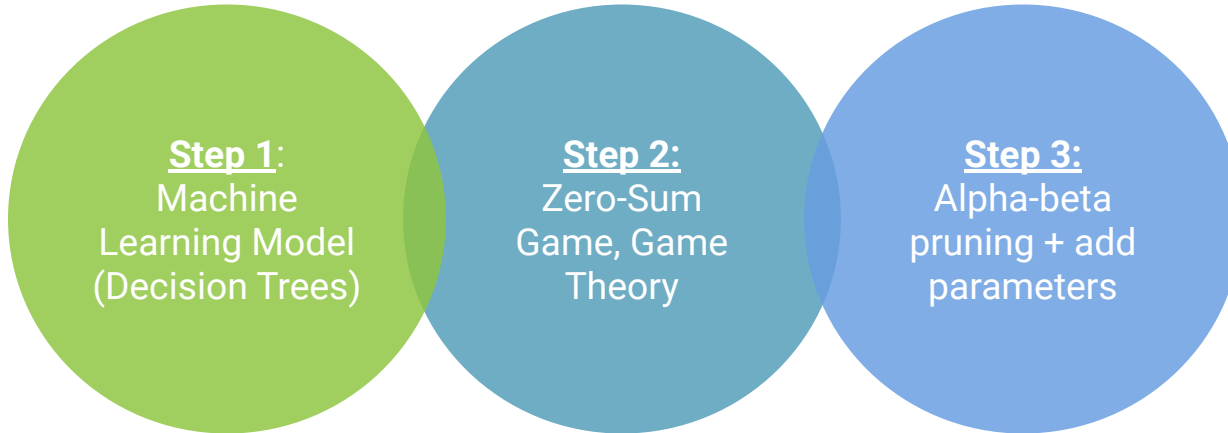 Step 1:
Machine
Learning Model
(Decision Trees)
Step 2:
Zero-Sum
Game, Game
Theory
Step 3:
Alpha-beta
pruning + add
parameters